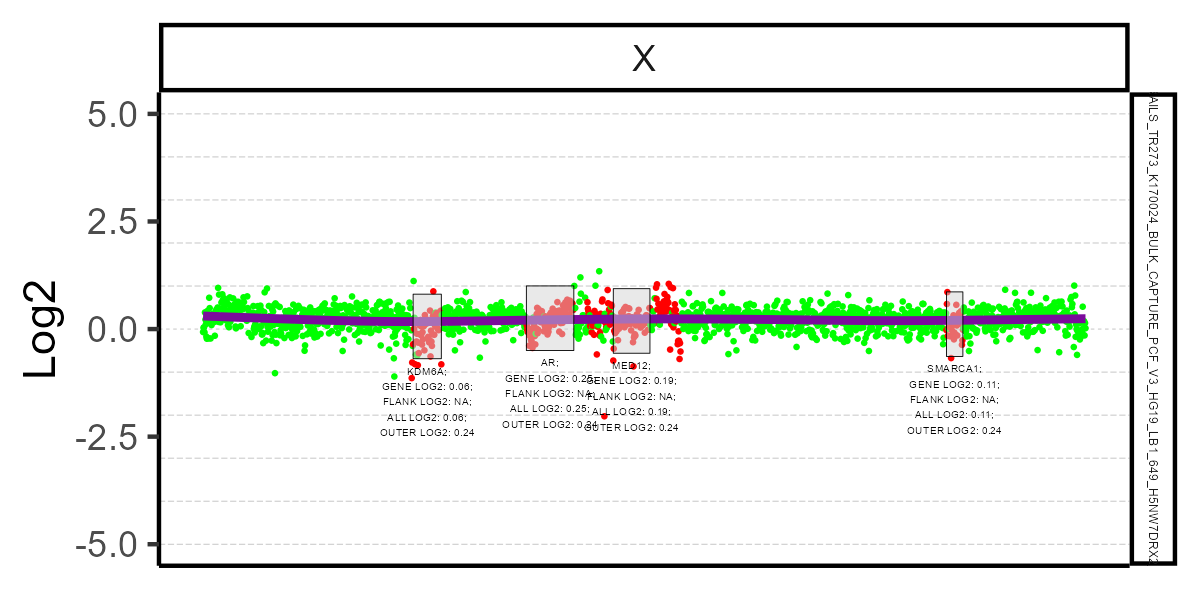 X
5.0
2.5
0.0
-2.5
-5.0
Log2
KDM6A;
GENE LOG2: 0.06;
FLANK LOG2: NA;
ALL LOG2: 0.06;
OUTER LOG2: 0.24
AR;
GENE LOG2: 0.25;
FLANK LOG2: NA;
ALL LOG2: 0.25;
OUTER LOG2: 0.24
MED12;
GENE LOG2: 0.19;
FLANK LOG2: NA;
ALL LOG2: 0.19;
OUTER LOG2: 0.24
SMARCA1;
GENE LOG2: 0.11;
FLANK LOG2: NA;
ALL LOG2: 0.11;
OUTER LOG2: 0.24
AILS_TR273_K170024_BULK_CAPTURE_PCF_V3_HG19_LB1_649_H5NW7DRX2